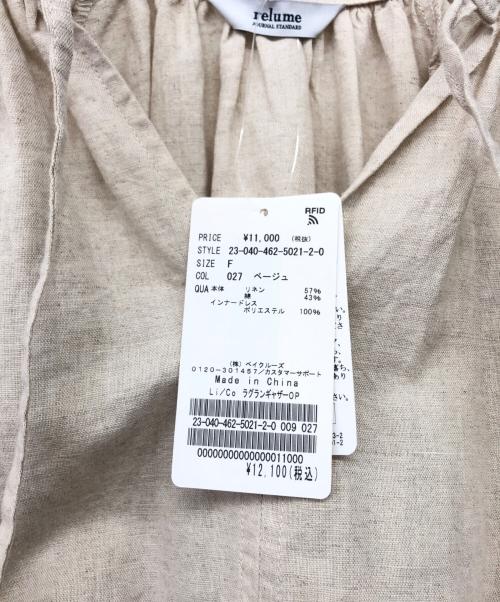 relume
JOURNAL STANDARD
RFID
PRICE ¥11,000 (税抜)
STYLE 23-040-462-5021-2-0
SIZE F
COL 027 ベージュ
QUA 本体 リネン 57%
綿 43%
インナードレス
ポリエステル 100%
(株) ベイクルーズ
0120-301457/カスタマーサポート
Made in China
Li/Co ラグランギャザーOP
23-040-462-5021-2-0 009 027
0000000000000011000
¥12,100(税込)